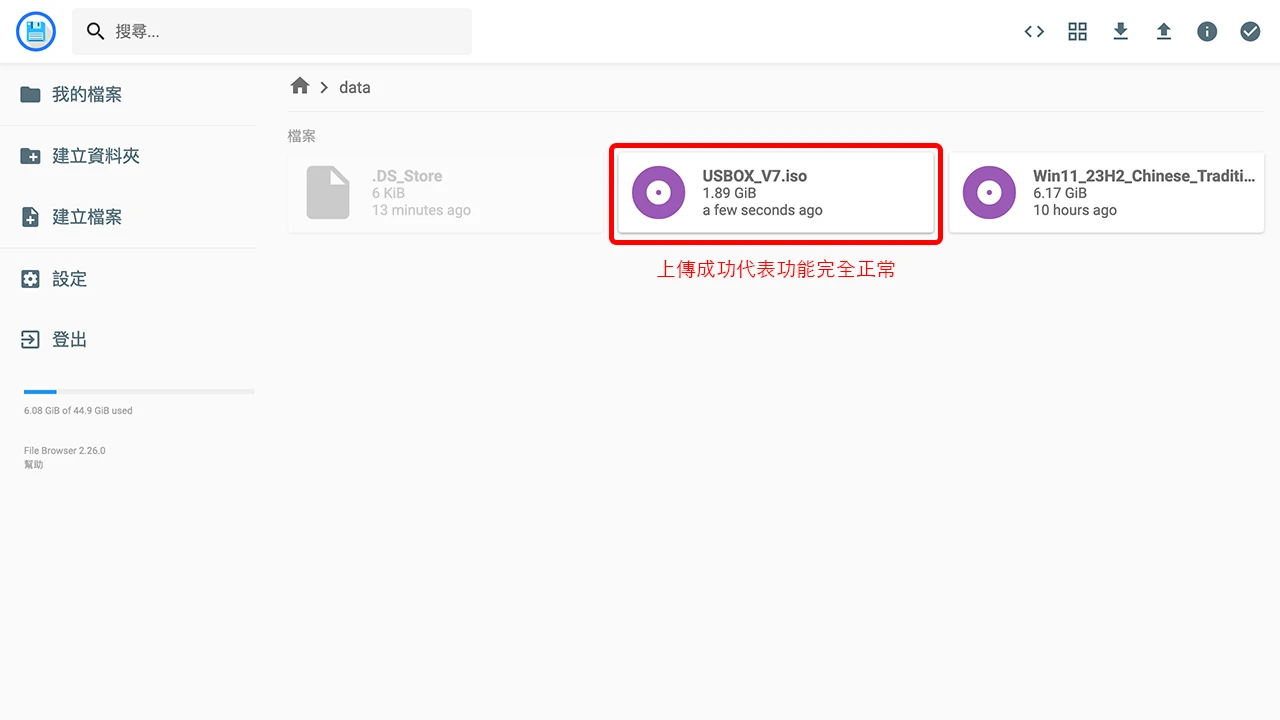 搜尋...
我的檔案
建立資料夾
建立檔案
設定
登出
6.08 GiB of 44.9 GiB used
File Browser 2.26.0
幫助
data
檔案
.DS_Store
6 KiB
13 minutes ago
USBOX_V7.iso
1.89 GiB
a few seconds ago
Win11_23H2_Chinese_Traditi...
6.17 GiB
10 hours ago
上傳成功代表功能完全正常